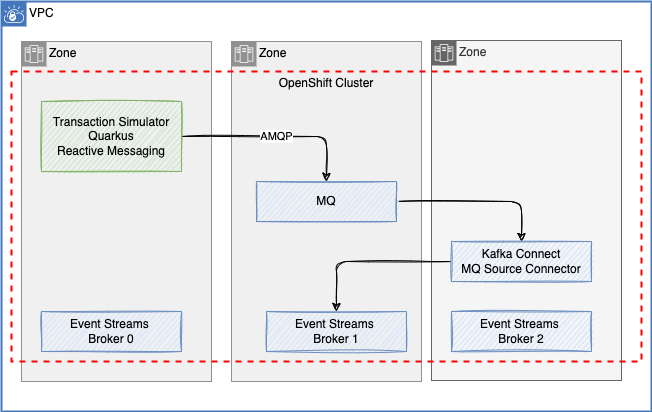 VPC
Zone
Zone
Zone
OpenShift Cluster
Transaction Simulator
Quarkus
Reactive Messaging
AMQP
MQ
Kafka Connect
MQ Source Connector
Event Streams
Broker 0
Event Streams
Broker 1
Event Streams
Broker 2